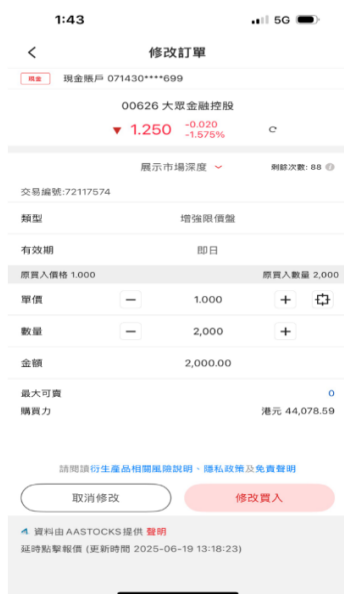 1:43
5G
修改訂單
現金 現金賬戶 071430****699
00626 大眾金融控股
▼ 1.250 -0.020 -1.575%
展示市場深度 剩餘次數: 88
交易編號:72117574
類型 增強限價盤
有效期 即日
原買入價格 1.000 原買入數量 2,000
單價 1.000
數量 2,000
金額 2,000.00
最大可賣 0
購買力 港元 44,078.59
請閱讀衍生產品相關風險說明、隱私政策及免責聲明
取消修改 修改買入
資料由 AASTOCKS 提供 聲明
延時點擊報價 (更新時間 2025-06-19 13:18:23)